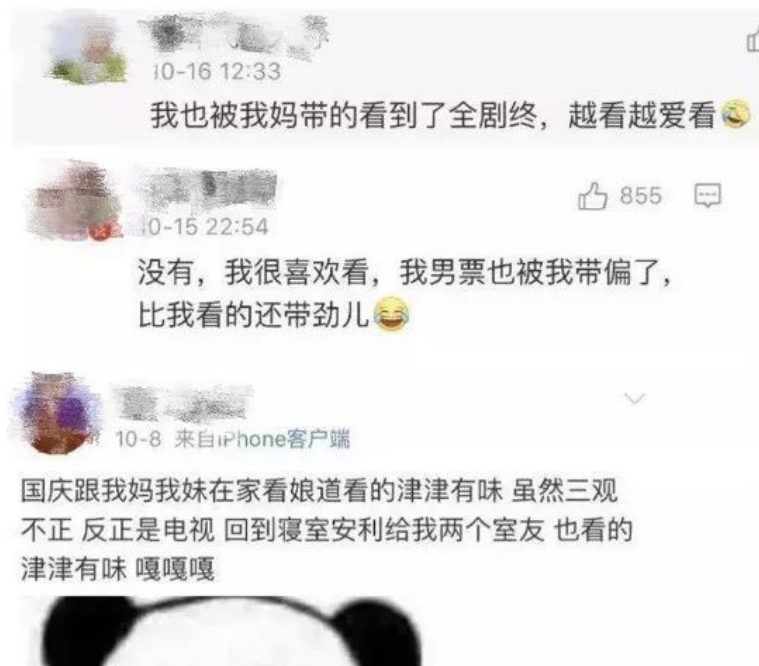 10-16 12:33
我也被我妈带的看到了全剧终，越看越爱看
855
10-15 22:54
没有，我很喜欢看，我男票也被我带偏了，
比我看的还带劲儿
10-8 来自iPhone客户端
国庆跟我妈我妹在家看娘道看的津津有味 虽然三观
不正 反正是电视 回到寝室安利给我两个室友 也看的
津津有味 嘎嘎嘎